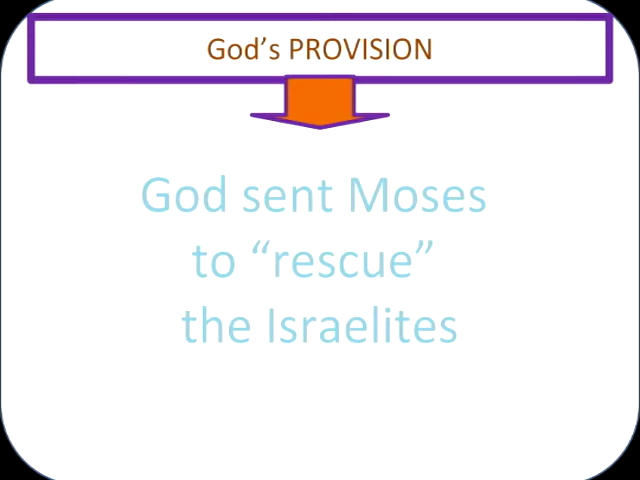 God’s PROVISION
God sent Moses
to “rescue”
the Israelites